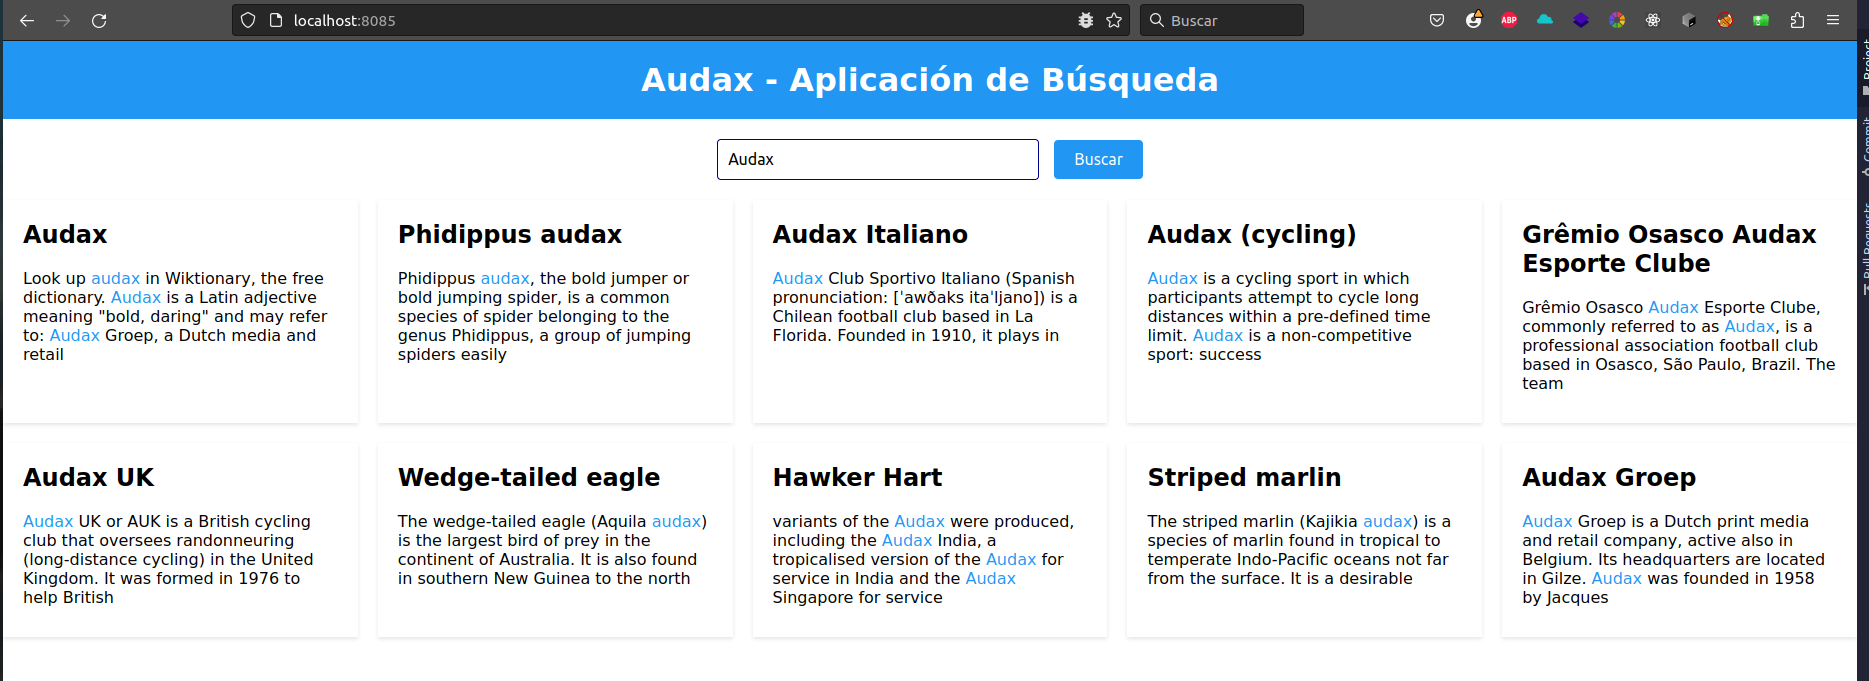 localhost:8085
Buscar
ABP
Audax - Aplicación de Búsqueda
Audax
Buscar
Audax
Look up audax in Wiktionary, the free
dictionary. Audax is a Latin adjective
meaning "bold, daring" and may refer
to: Audax Groep, a Dutch media and
retail
Phidippus audax
Phidippus audax, the bold jumper or
bold jumping spider, is a common
species of spider belonging to the
genus Phidippus, a group of jumping
spiders easily
Audax Italiano
Audax Club Sportivo Italiano (Spanish
pronunciation: [ˈawðaks itaˈljano]) is a
Chilean football club based in La
Florida. Founded in 1910, it plays in
Audax (cycling)
Audax is a cycling sport in which
participants attempt to cycle long
distances within a pre-defined time
limit. Audax is a non-competitive
sport: success
Grêmio Osasco Audax
Esporte Clube
Grêmio Osasco Audax Esporte Clube,
commonly referred to as Audax, is a
professional association football club
based in Osasco, São Paulo, Brazil. The
team
Audax UK
Audax UK or AUK is a British cycling
club that oversees randonneuring
(long-distance cycling) in the United
Kingdom. It was formed in 1976 to
help British
Wedge-tailed eagle
The wedge-tailed eagle (Aquila audax)
is the largest bird of prey in the
continent of Australia. It is also found
in southern New Guinea to the north
Hawker Hart
variants of the Audax were produced,
including the Audax India, a
tropicalised version of the Audax for
service in India and the Audax
Singapore for service
Striped marlin
The striped marlin (Kajikia audax) is a
species of marlin found in tropical to
temperate Indo-Pacific oceans not far
from the surface. It is a desirable
Audax Groep
Audax Groep is a Dutch print media
and retail company, active also in
Belgium. Its headquarters are located
in Gilze. Audax was founded in 1958
by Jacques
Project
Commit
Pull Requests